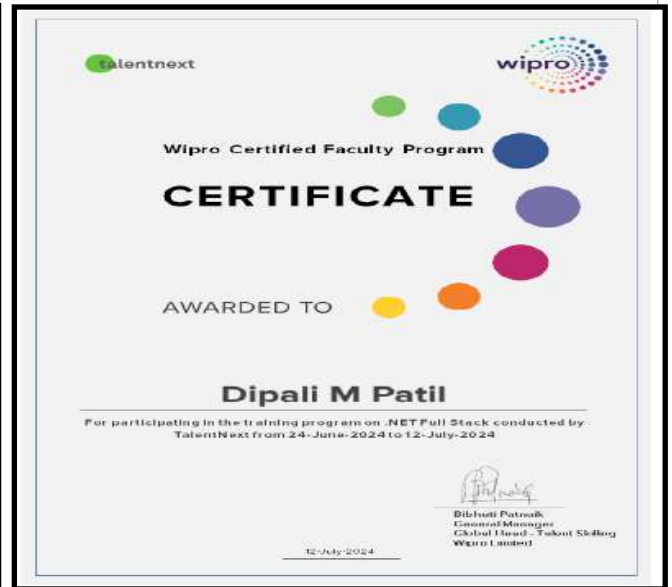 talentnext
wipro
Wipro Certified Faculty Program
CERTIFICATE
AWARDED TO
Dipali M Patil
For participating in the training program on .NET Full Stack conducted by
TalentNext from 24-June-2024 to 12-July-2024
Bibhuti Patnaik
General Manager
Global Head - Talent Skilling
Wipro Limited
12-July-2024